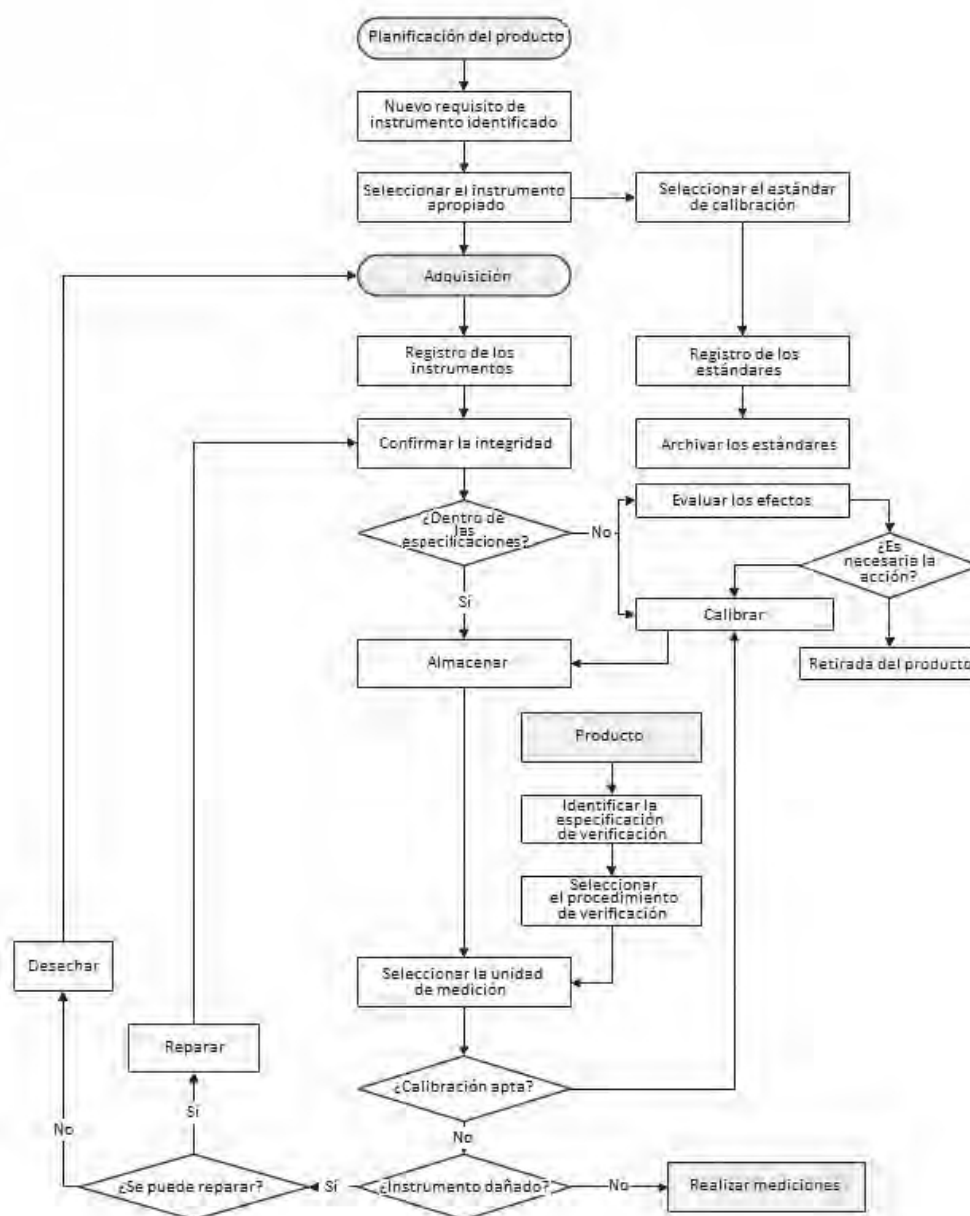 Planificación del producto
Nuevo requisito de
instrumento identificado
Seleccionar el instrumento
apropiado
Seleccionar el estándar
de calibración
Adquisición
Registro de los
instrumentos
Registro de los
estándares
Confirmar la integridad
Archivar los estándares
¿Dentro de
las
especificaciones?
No
Evaluar los efectos
¿Es
necesaria la
acción?
Sí
Calibrar
Almacenar
Retirada del producto
Producto
Identificar la
especificación
de verificación
Seleccionar
el procedimiento
de verificación
Desechar
Seleccionar la unidad
de medición
Reparar
¿Calibración apta?
Sí
No
No
¿Se puede reparar?
Sí
¿Instrumento dañado?
No
Realizar mediciones